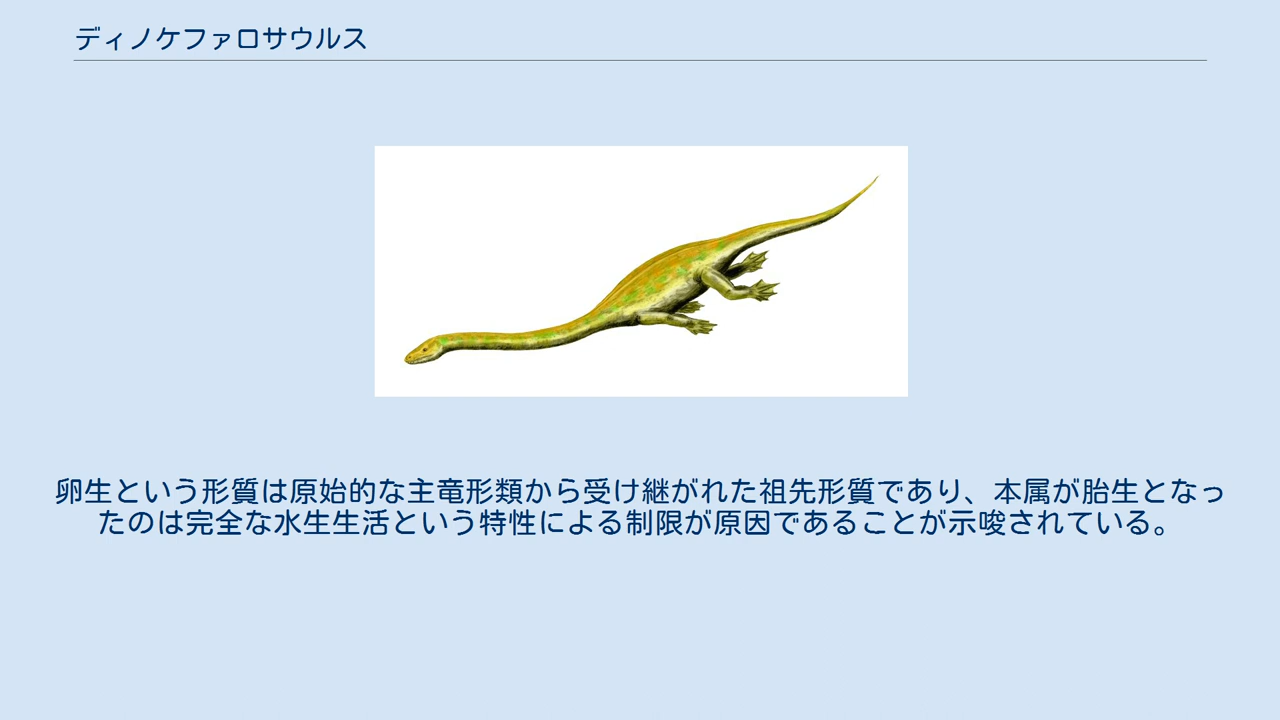 ディノケファロサウルス
卵生という形質は原始的な主竜形類から受け継がれた祖先形質であり、本属が胎生となっ
たのは完全な水生生活という特性による制限が原因であることが示唆されている。